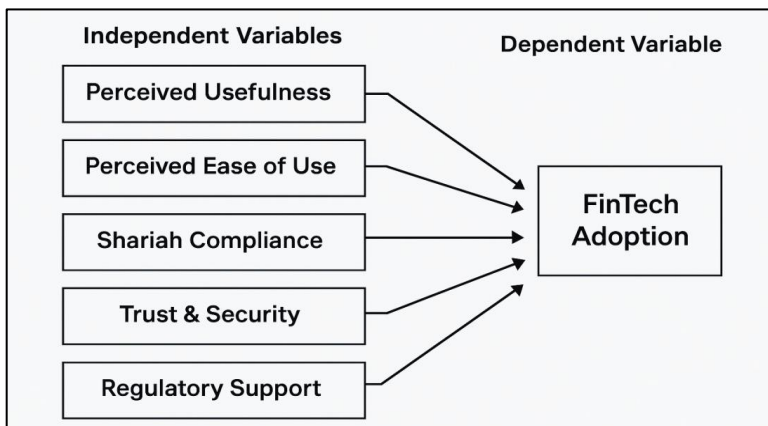 Independent Variables
Dependent Variable
Perceived Usefulness
Perceived Ease of Use
Shariah Compliance
Trust & Security
Regulatory Support
FinTech
Adoption